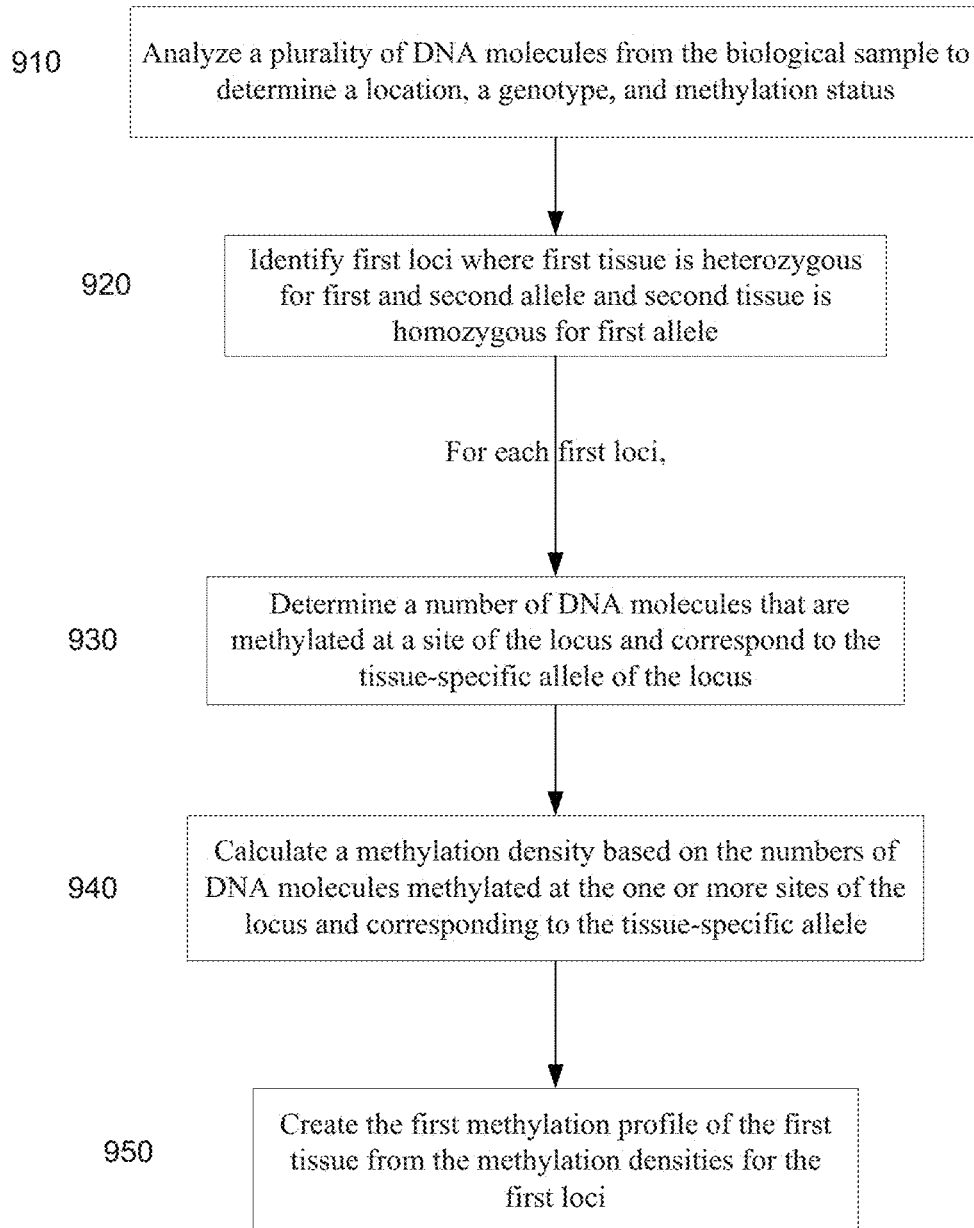 910
Analyze a plurality of DNA molecules from the biological sample to
determine a location, a genotype, and methylation status
920
Identify first loci where first tissue is heterozygous
for first and second allele and second tissue is
homozygous for first allele
For each first loci,
930
Determine a number of DNA molecules that are
methylated at a site of the locus and correspond to the
tissue-specific allele of the locus
940
Calculate a methylation density based on the numbers of
DNA molecules methylated at the one or more sites of the
locus and corresponding to the tissue-specific allele
950
Create the first methylation profile of the first
tissue from the methylation densities for the
first loci